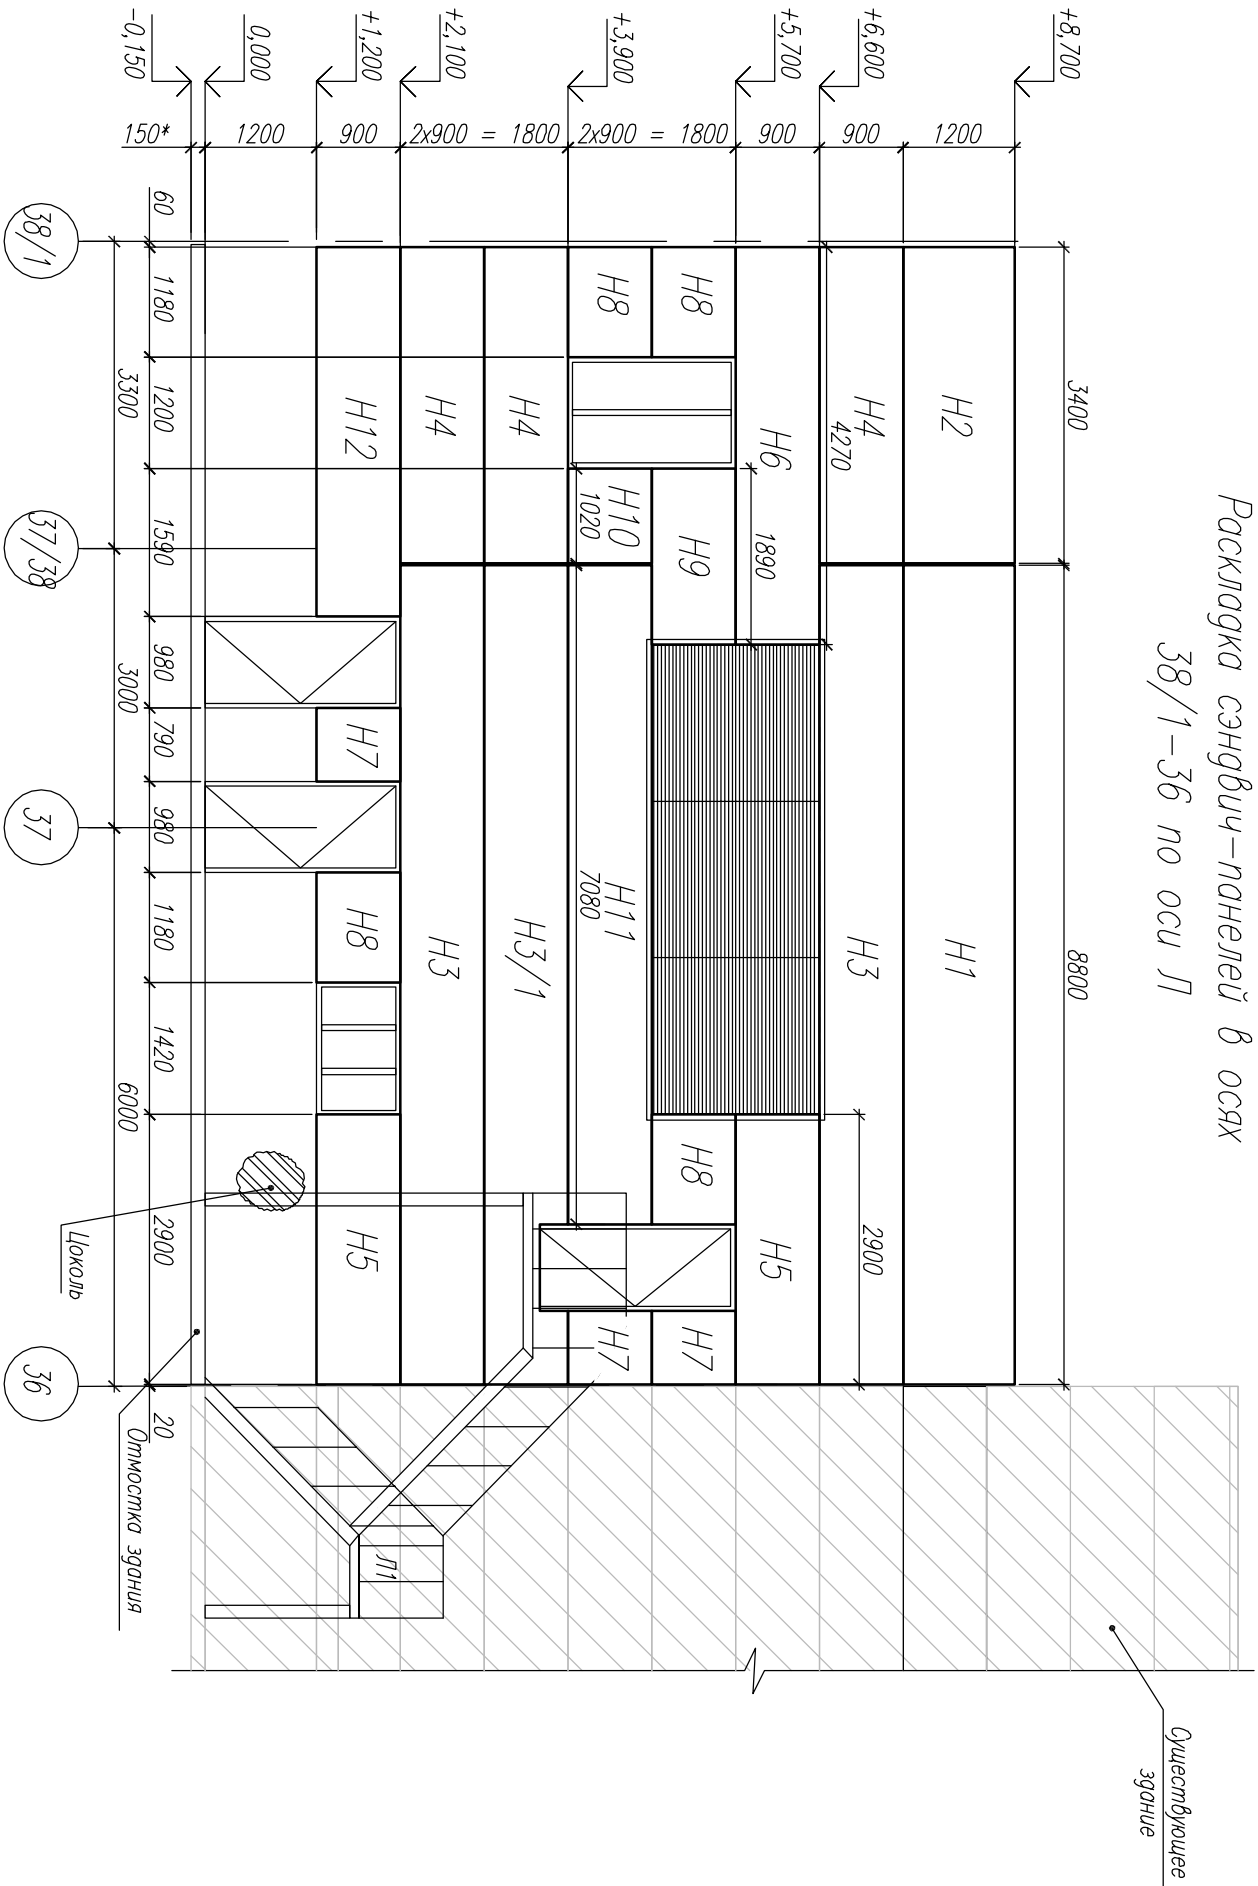 Раскладка сэндвич-панелей в осях
38/1-36 по оси Л
+8,700
+6,600
+5,700
+3,900
+2,100
+1,200
0,000
-0,150
1200
900
900
2x900 = 1800
2x900 = 1800
900
1200
150*
3400
8800
Н2
Н1
Н4
Н3
4270
2900
Н6
Н5
1890
Н8
Н9
Н8
Н7
Н8
Н10
1020
Н11
7080
Н7
Н4
Н3/1
Н4
Н3
Н12
Н7
Н8
Н5
Л1
60
1180
1200
1590
980
790
980
1180
1420
2900
20
3300
3000
6000
38/1
37/38
37
36
Цоколь
Отмостка здания
Существующее
здание